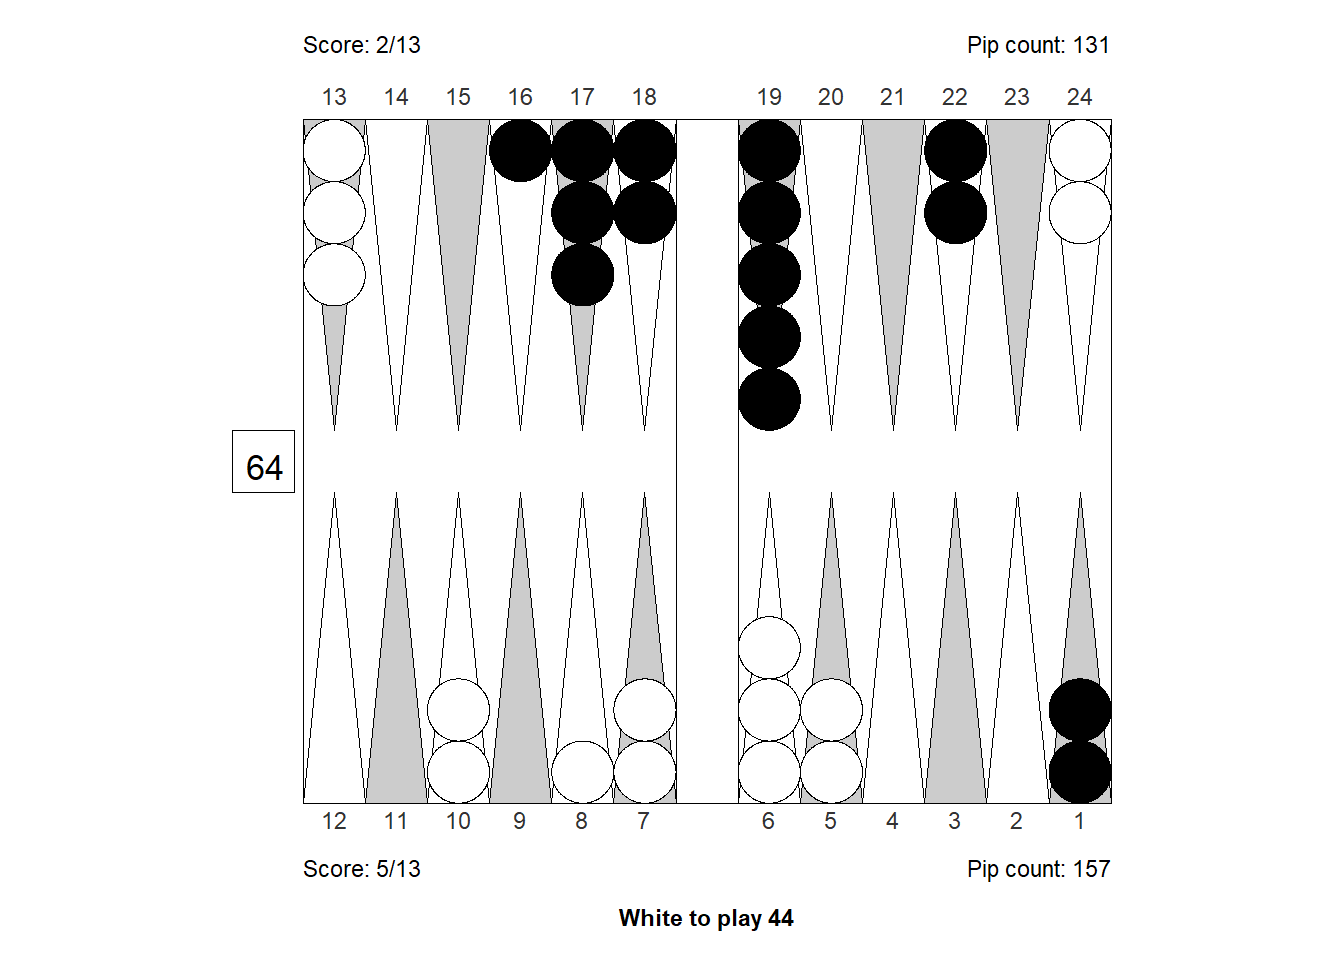 Score: 2/13 Pip count: 131
13 14 15 16 17 18 19 20 21 22 23 24
64
12 11 10 9 8 7 6 5 4 3 2 1
Score: 5/13 Pip count: 157
White to play 44